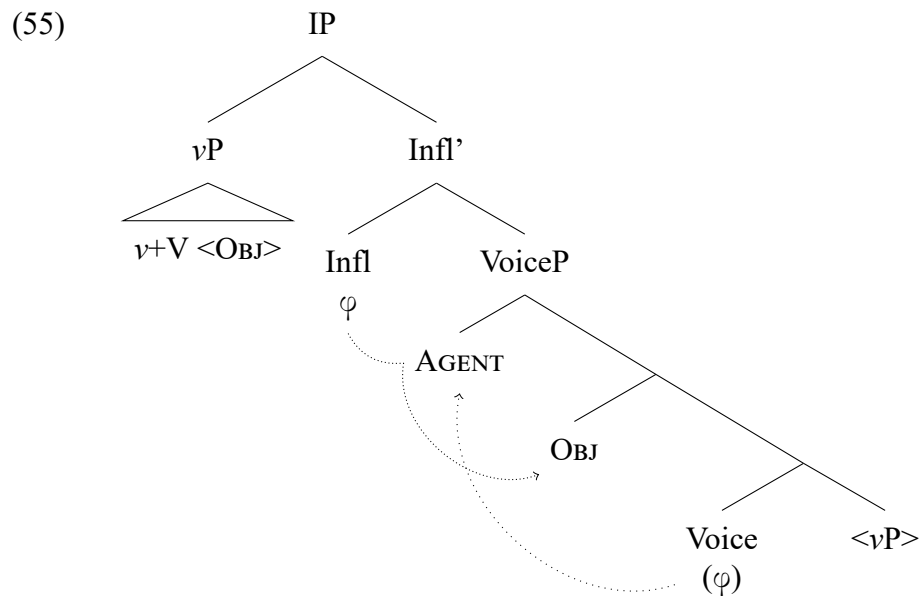 (55) IP
vP Infl’
v+V <OBJ> Infl VoiceP
φ
AGENT
OBJ
Voice <vP>
(φ)